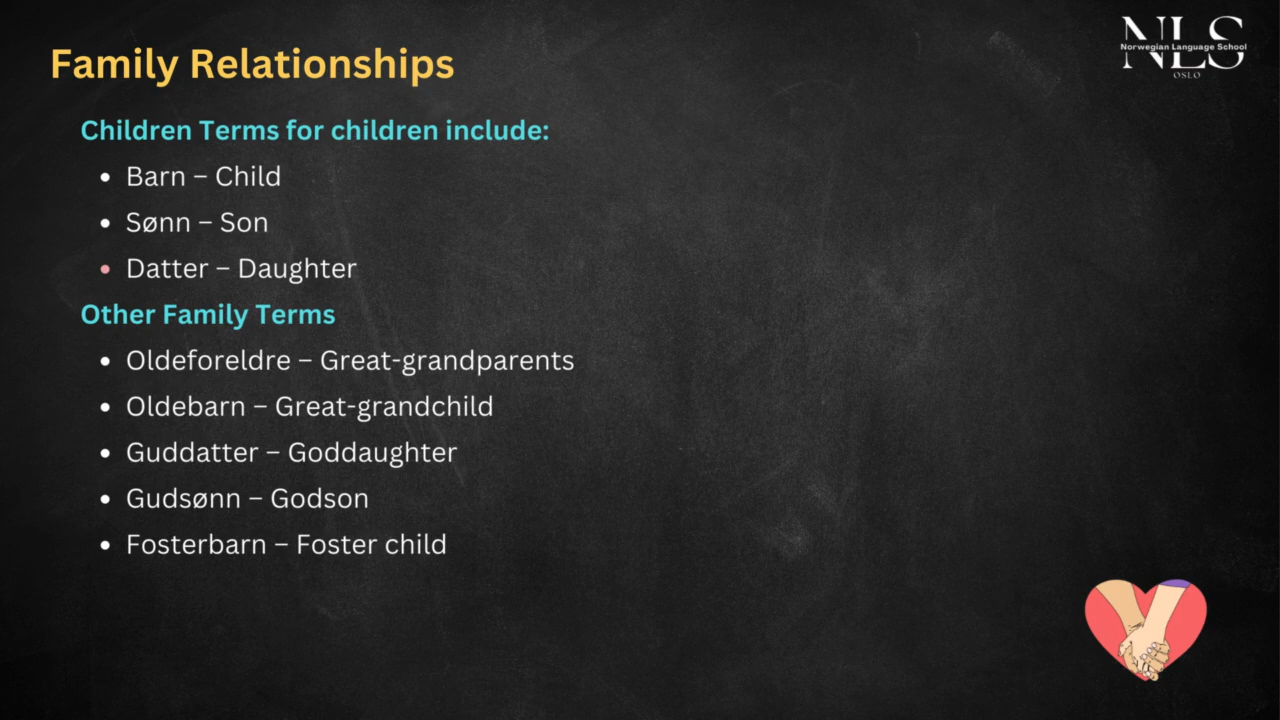 NLS
Norwegian Language School
OSLO
Family Relationships
Children Terms for children include:
• Barn – Child
• Sønn – Son
• Datter – Daughter
Other Family Terms
• Oldeforeldre – Great-grandparents
• Oldebarn – Great-grandchild
• Guddatter – Goddaughter
• Gudsønn – Godson
• Fosterbarn – Foster child